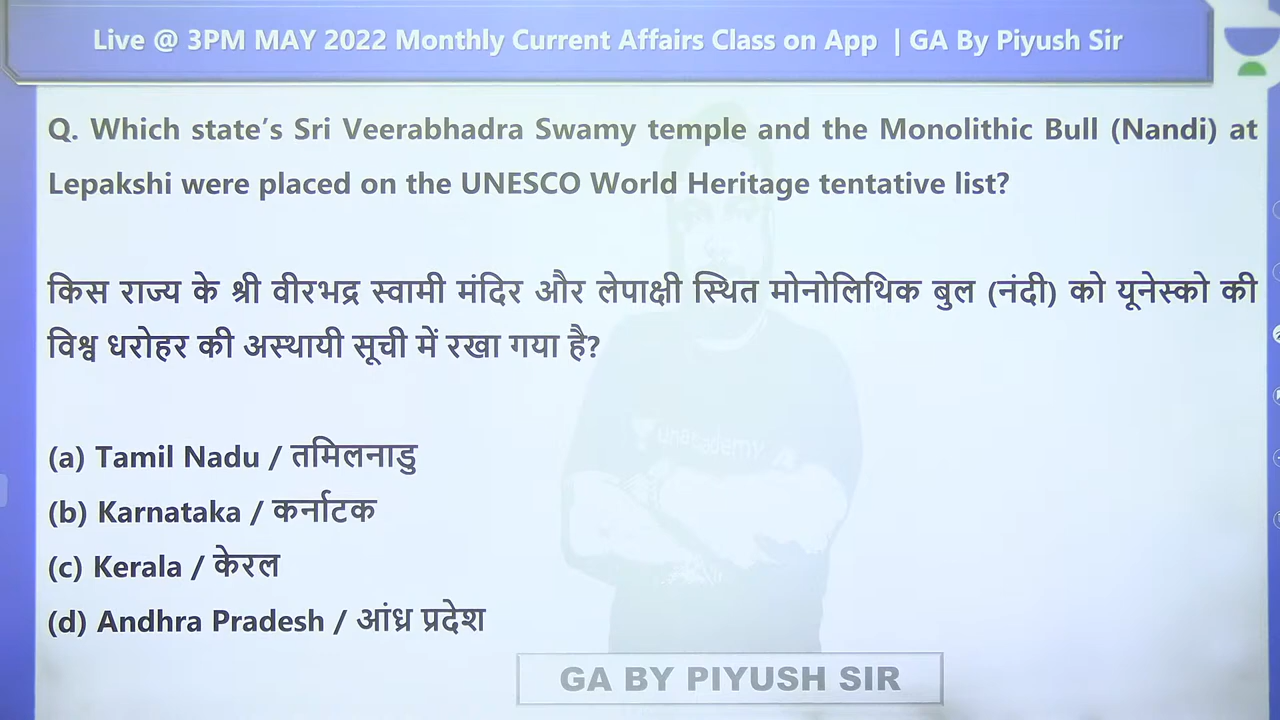 Live @ 3PM MAY 2022 Monthly Current Affairs Class on App | GA By Piyush Sir
Q. Which state’s Sri Veerabhadra Swamy temple and the Monolithic Bull (Nandi) at
Lepakshi were placed on the UNESCO World Heritage tentative list?
किस राज्य के श्री वीरभद्र स्वामी मंदिर और लेपाक्षी स्थित मोनोलिथिक बुल (नंदी) को यूनेस्को की
विश्व धरोहर की अस्थायी सूची में रखा गया है?
(a) Tamil Nadu / तमिलनाडु
(b) Karnataka / कर्नाटक
(c) Kerala / केरल
(d) Andhra Pradesh / आंध्र प्रदेश
unacademy
GA BY PIYUSH SIR